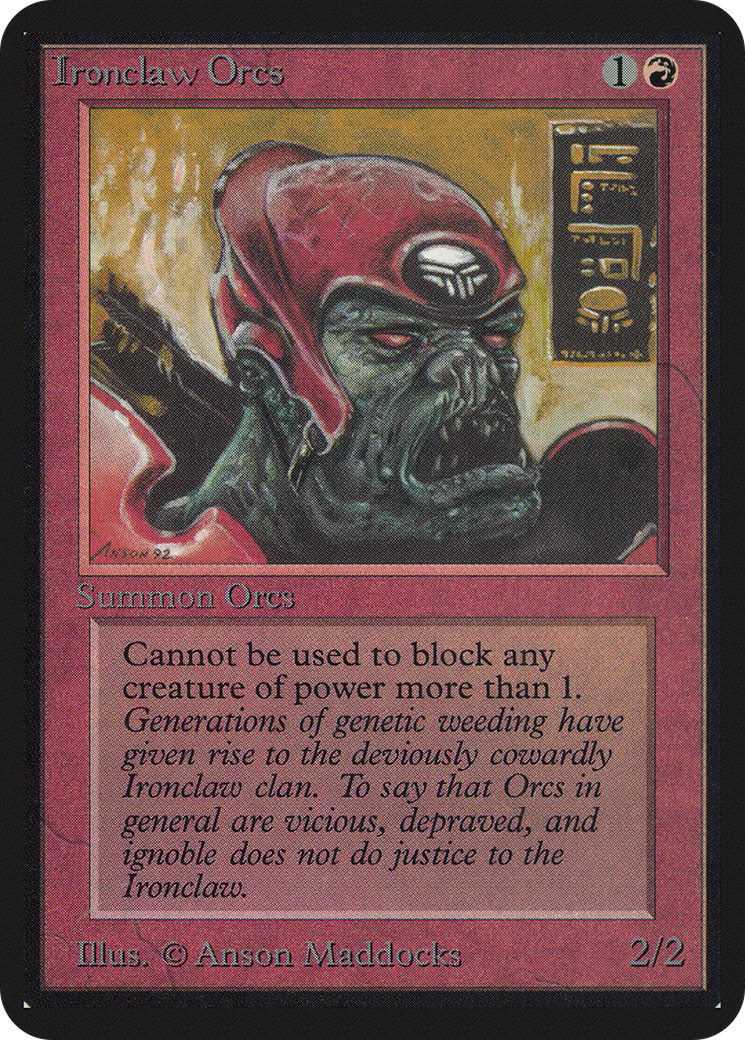 Ironclaw Orcs 1
ANSON 92
Summon Orcs
Cannot be used to block any
creature of power more than 1.
Generations of genetic weeding have
given rise to the deviously cowardly
Ironclaw clan. To say that Orcs in
general are vicious, depraved, and
ignoble does not do justice to the
Ironclaw.
Illus. © Anson Maddocks 2/2